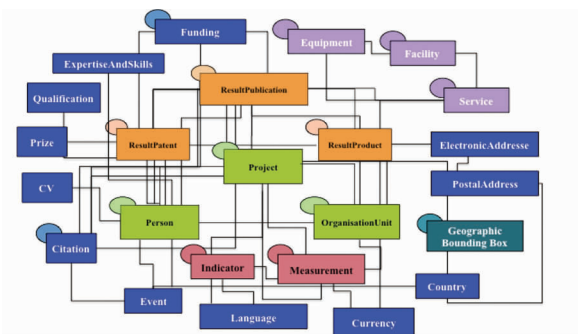 Funding
Equipment
Facility
ExpertiseAndSkills
ResultPublication
Qualification
Service
Prize
ResultPatent
ResultProduct
ElectronicAddresse
Project
CV
PostalAddress
Person
OrganisationUnit
Geographic
Bounding Box
Citation
Indicator
Measurement
Country
Event
Language
Currency